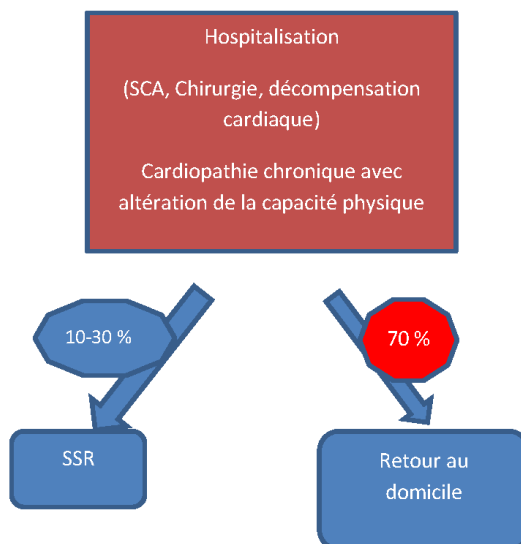 Hospitalisation
(SCA, Chirurgie, décompensation
cardiaque)
Cardiopathie chronique avec
altération de la capacité physique
10-30 %
70 %
SSR
Retour au
domicile